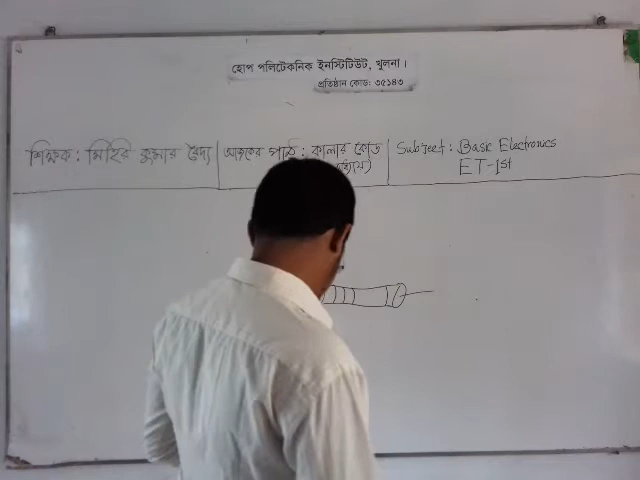 হোপ পলিটেকনিক ইনস্টিটিউট, খুলনা।
প্রতিষ্ঠান কোড: ৩৫১৪৩
শিক্ষক : মিহির কুমার বৈদ্য
আজকের পাঠ : কালার কোড
Subject : Basic Electronics
ET-1st